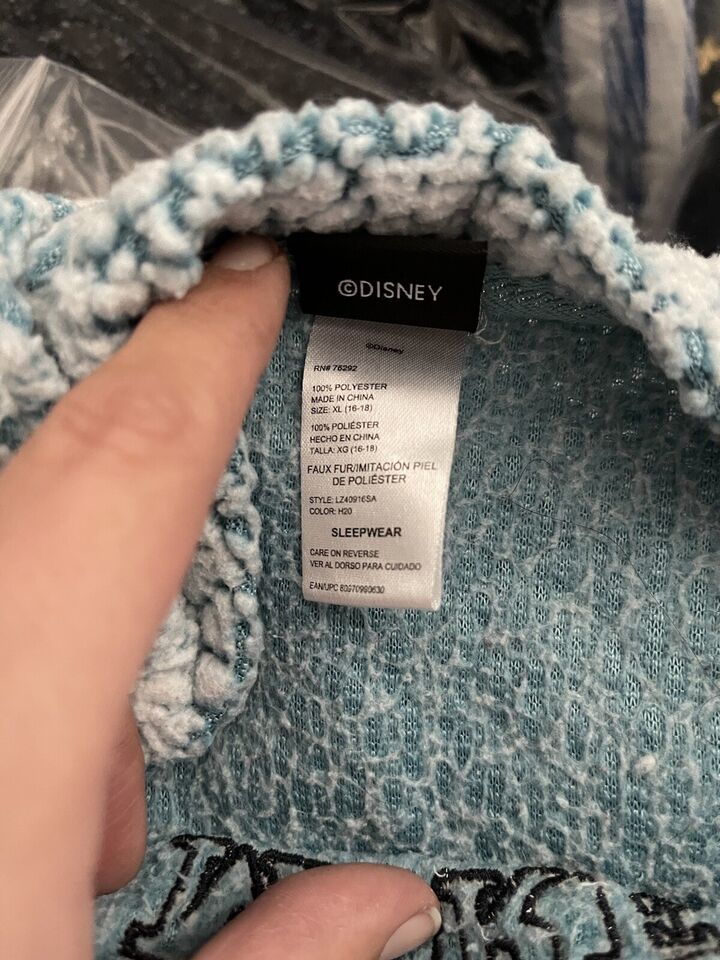 ©DISNEY
©Disney
RN# 76292
100% POLYESTER
MADE IN CHINA
SIZE: XL (16-18)
100% POLIÉSTER
HECHO EN CHINA
TALLA: XG (16-18)
FAUX FUR/IMITACIÓN PIEL
DE POLIÉSTER
STYLE: LZ40916SA
COLOR: H20
SLEEPWEAR
CARE ON REVERSE
VER AL DORSO PARA CUIDADO
EAN/UPC 80970990630